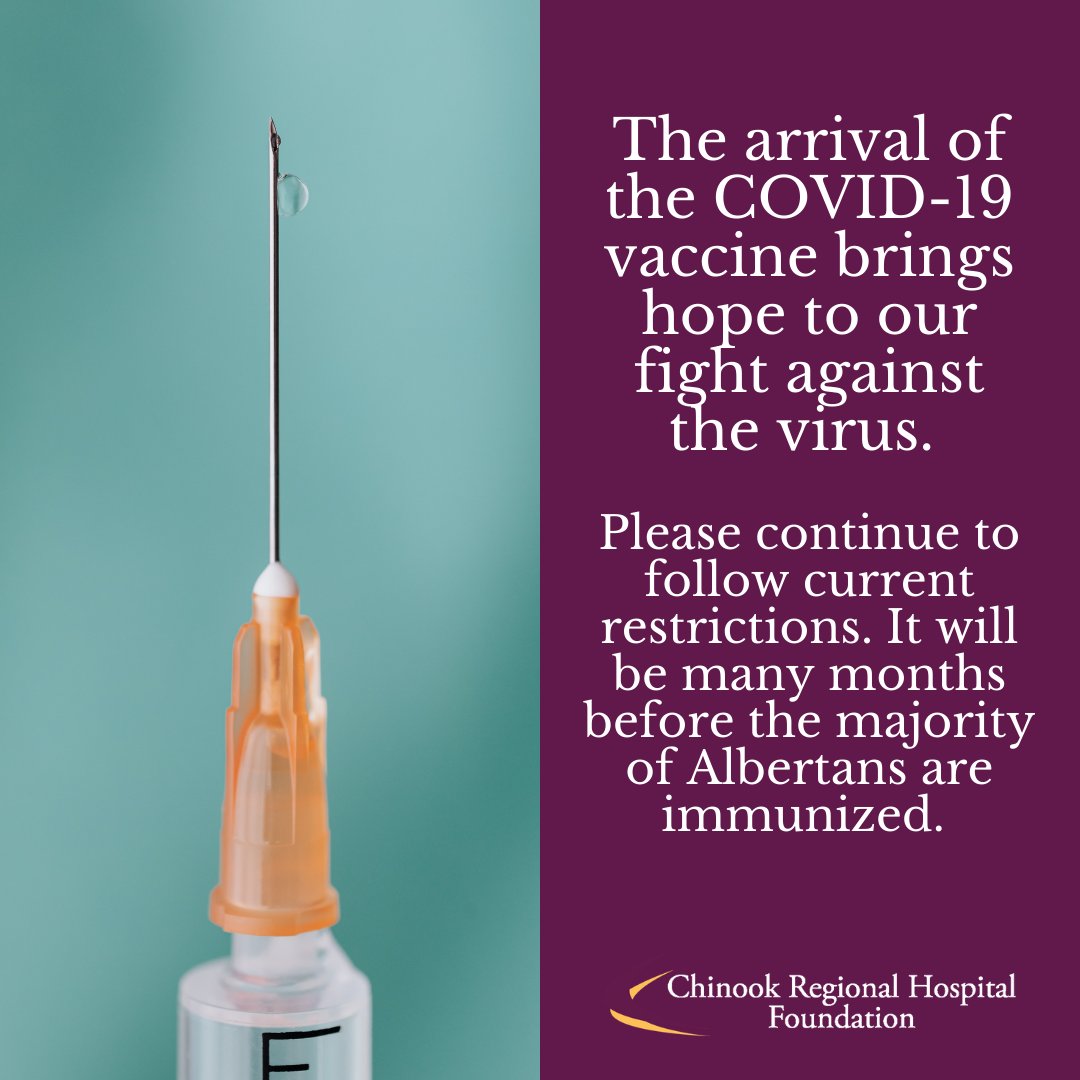 The arrival of
the COVID-19
vaccine brings
hope to our
fight against
the virus.
Please continue to
follow current
restrictions. It will
be many months
before the majority
of Albertans are
immunized.
Chinook Regional Hospital
Foundation